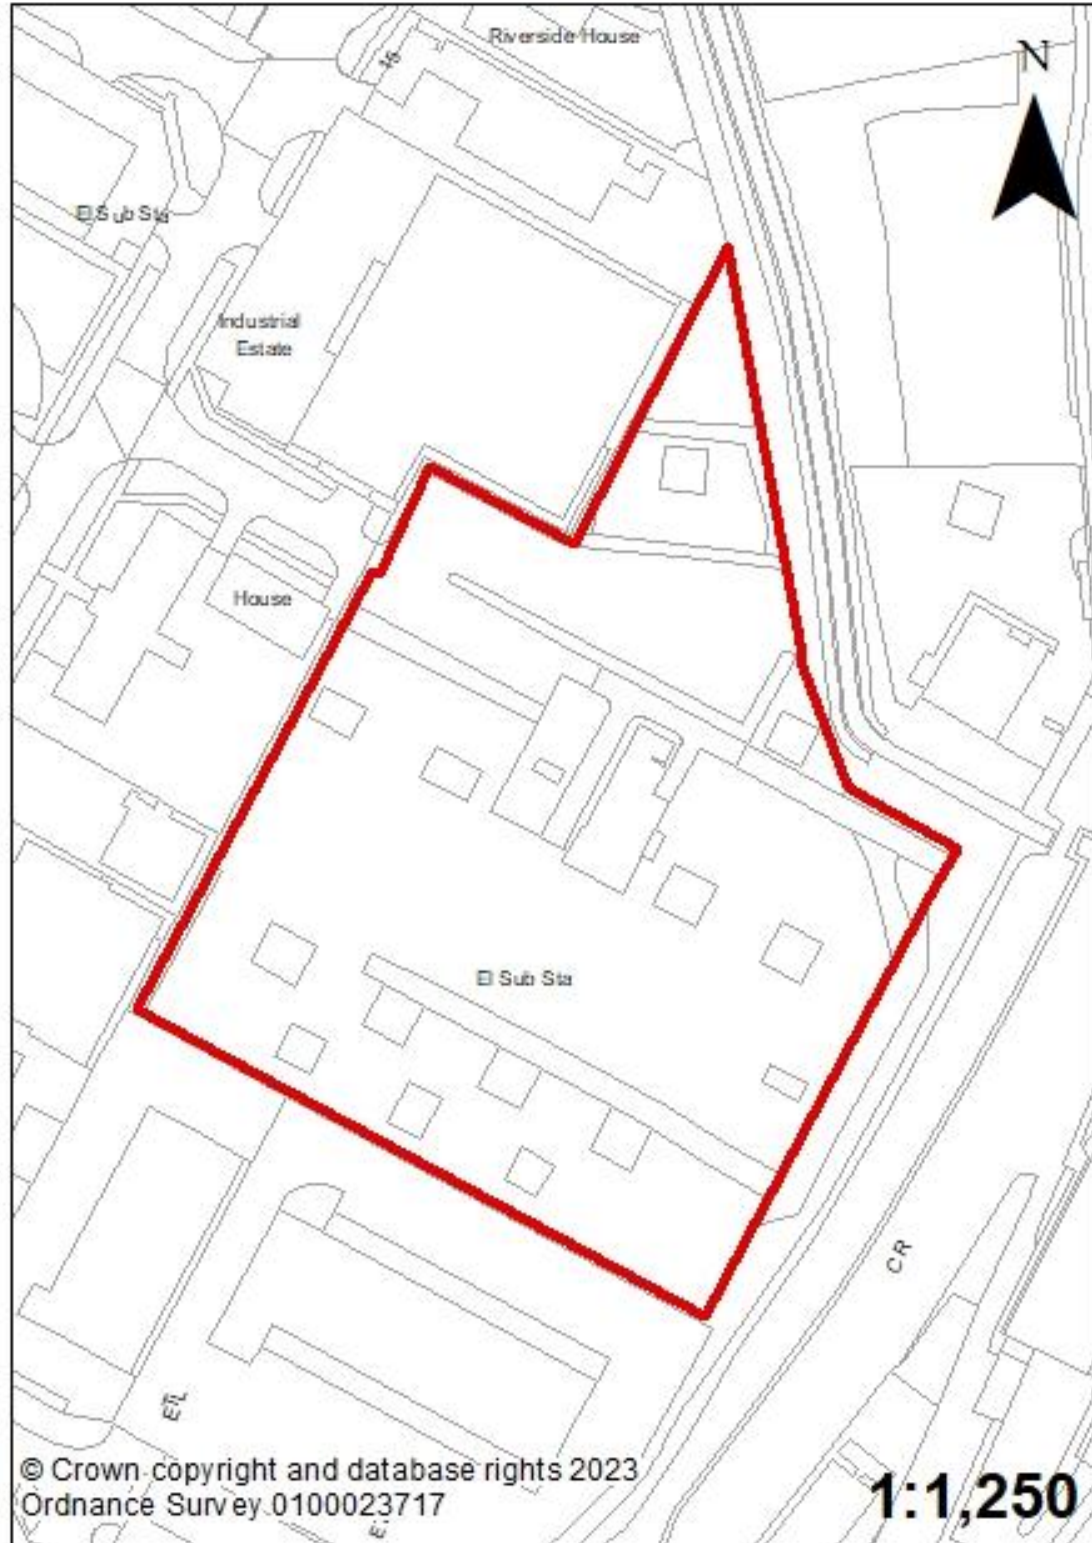 Riverside House
N
16
El Sub Sta
Industrial
Estate
House
El Sub Sta
CR
© Crown copyright and database rights 2023
Ordnance Survey 0100023717
1:1,250